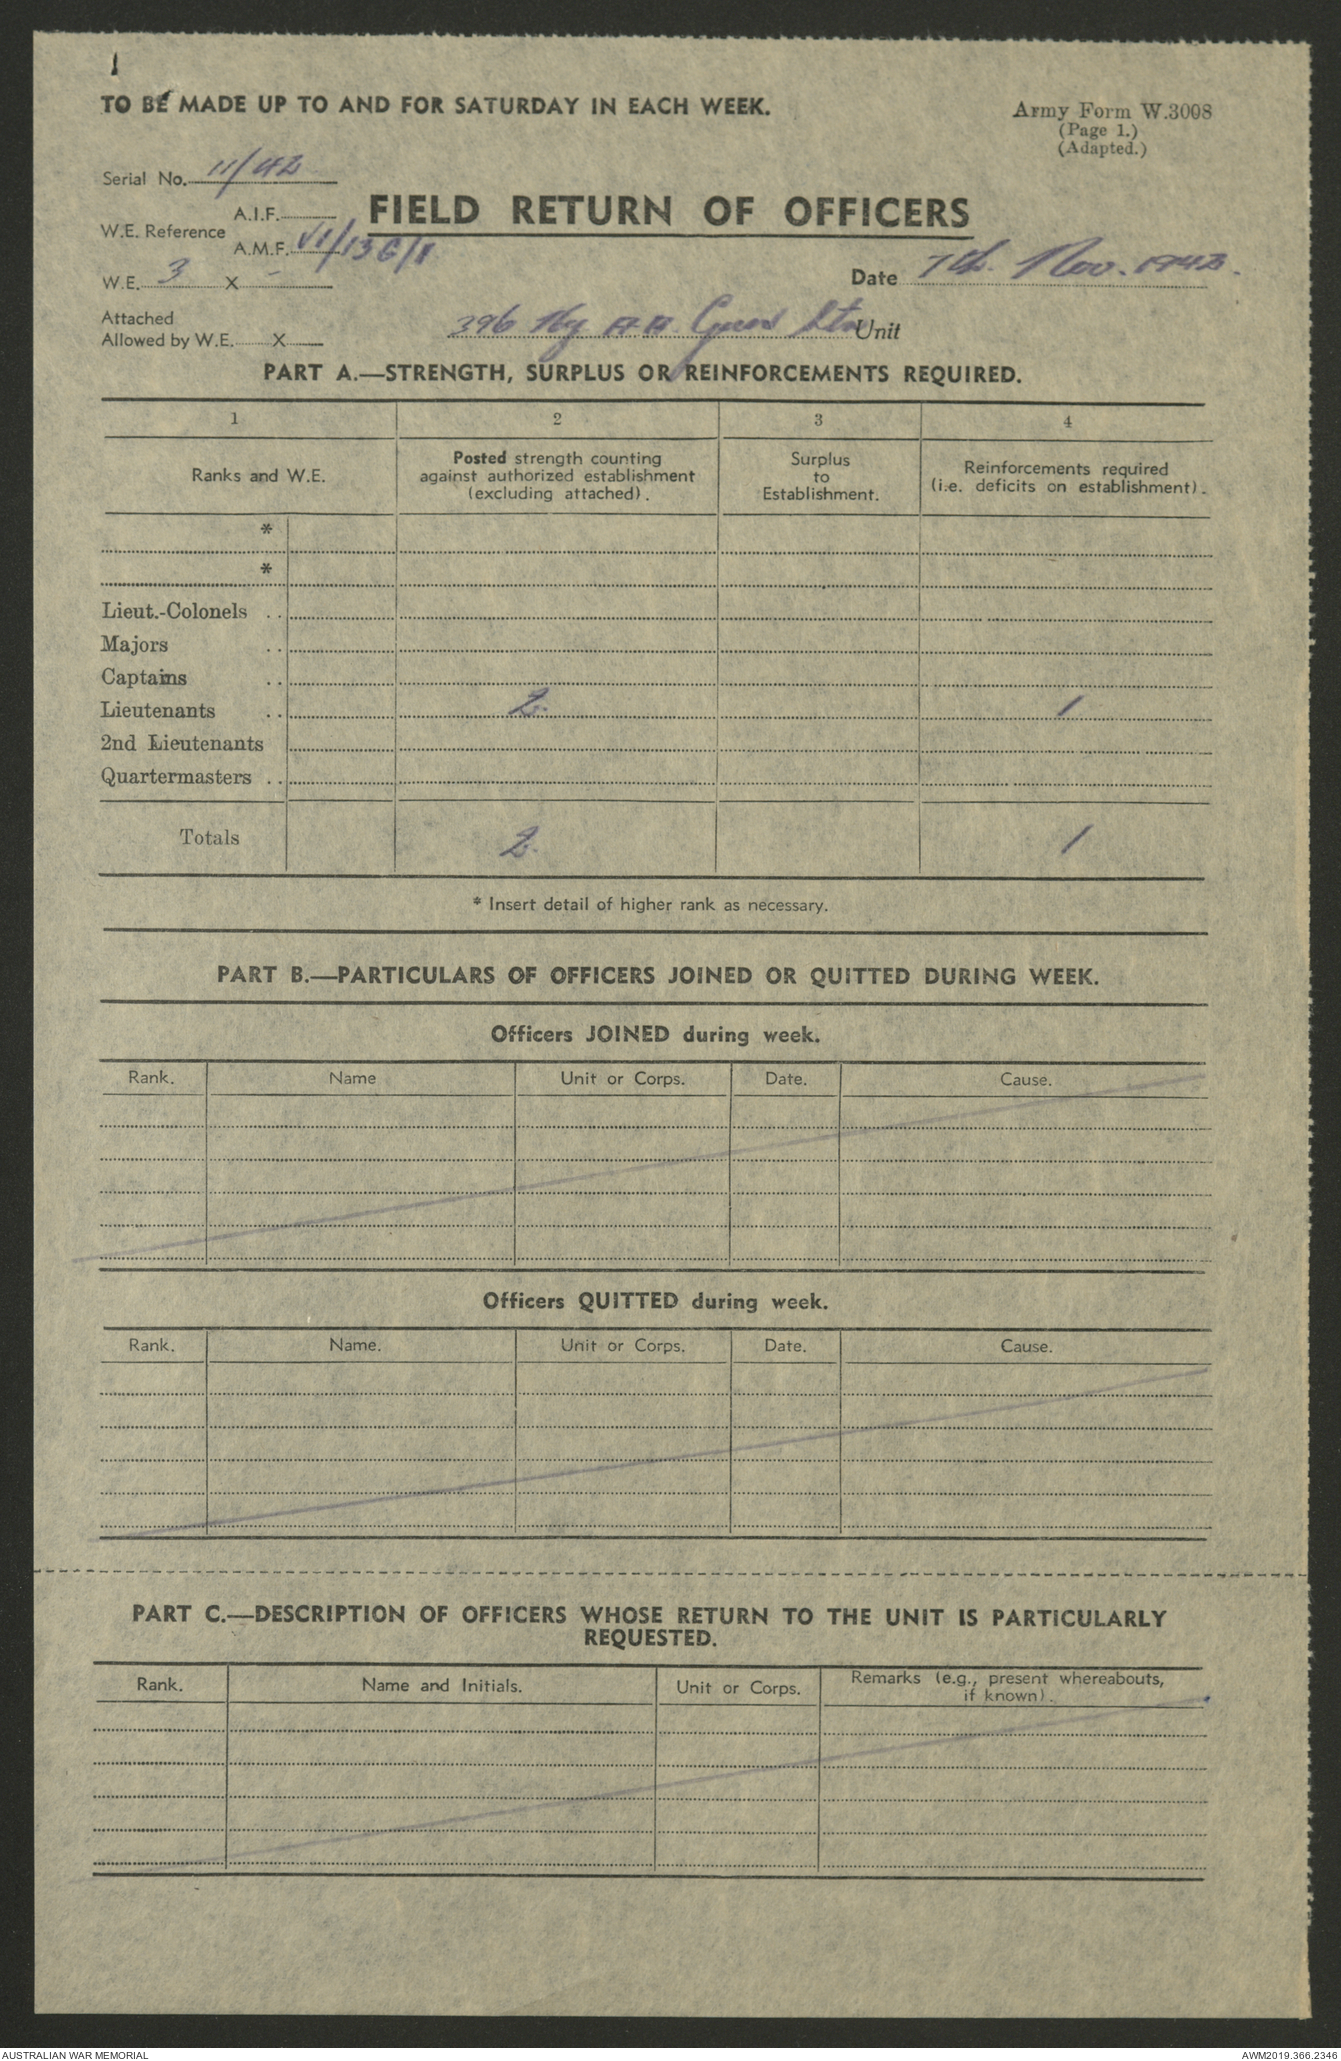 1
TO BE MADE UP TO AND FOR SATURDAY IN EACH WEEK.
Army Form W.3008
(Page 1.)
(Adapted.)
Serial No. 11/42
FIELD RETURN OF OFFICERS
W.E. Reference A.I.F.
A.M.F. VI/13G/1
W.E. 3 X -
Date 7th. Nov. 1942.
Attached
Allowed by W.E. X
396 Hy A A Gun Stn Unit
PART A.—STRENGTH, SURPLUS OR REINFORCEMENTS REQUIRED.
1 2 3 4
Ranks and W.E.
Posted strength counting
against authorized establishment
(excluding attached).
Surplus
to
Establishment.
Reinforcements required
(i.e. deficits on establishment).
*
*
Lieut.-Colonels ..
Majors ..
Captains ..
Lieutenants .. 2. 1
2nd Lieutenants
Quartermasters ..
Totals 2. 1
* Insert detail of higher rank as necessary.
PART B.—PARTICULARS OF OFFICERS JOINED OR QUITTED DURING WEEK.
Officers JOINED during week.
Rank. Name Unit or Corps. Date. Cause.
Officers QUITTED during week.
Rank. Name. Unit or Corps. Date. Cause.
PART C.—DESCRIPTION OF OFFICERS WHOSE RETURN TO THE UNIT IS PARTICULARLY
REQUESTED.
Rank. Name and Initials. Unit or Corps. Remarks (e.g., present whereabouts,
if known).
AUSTRALIAN WAR MEMORIAL
AWM2019.366.2346